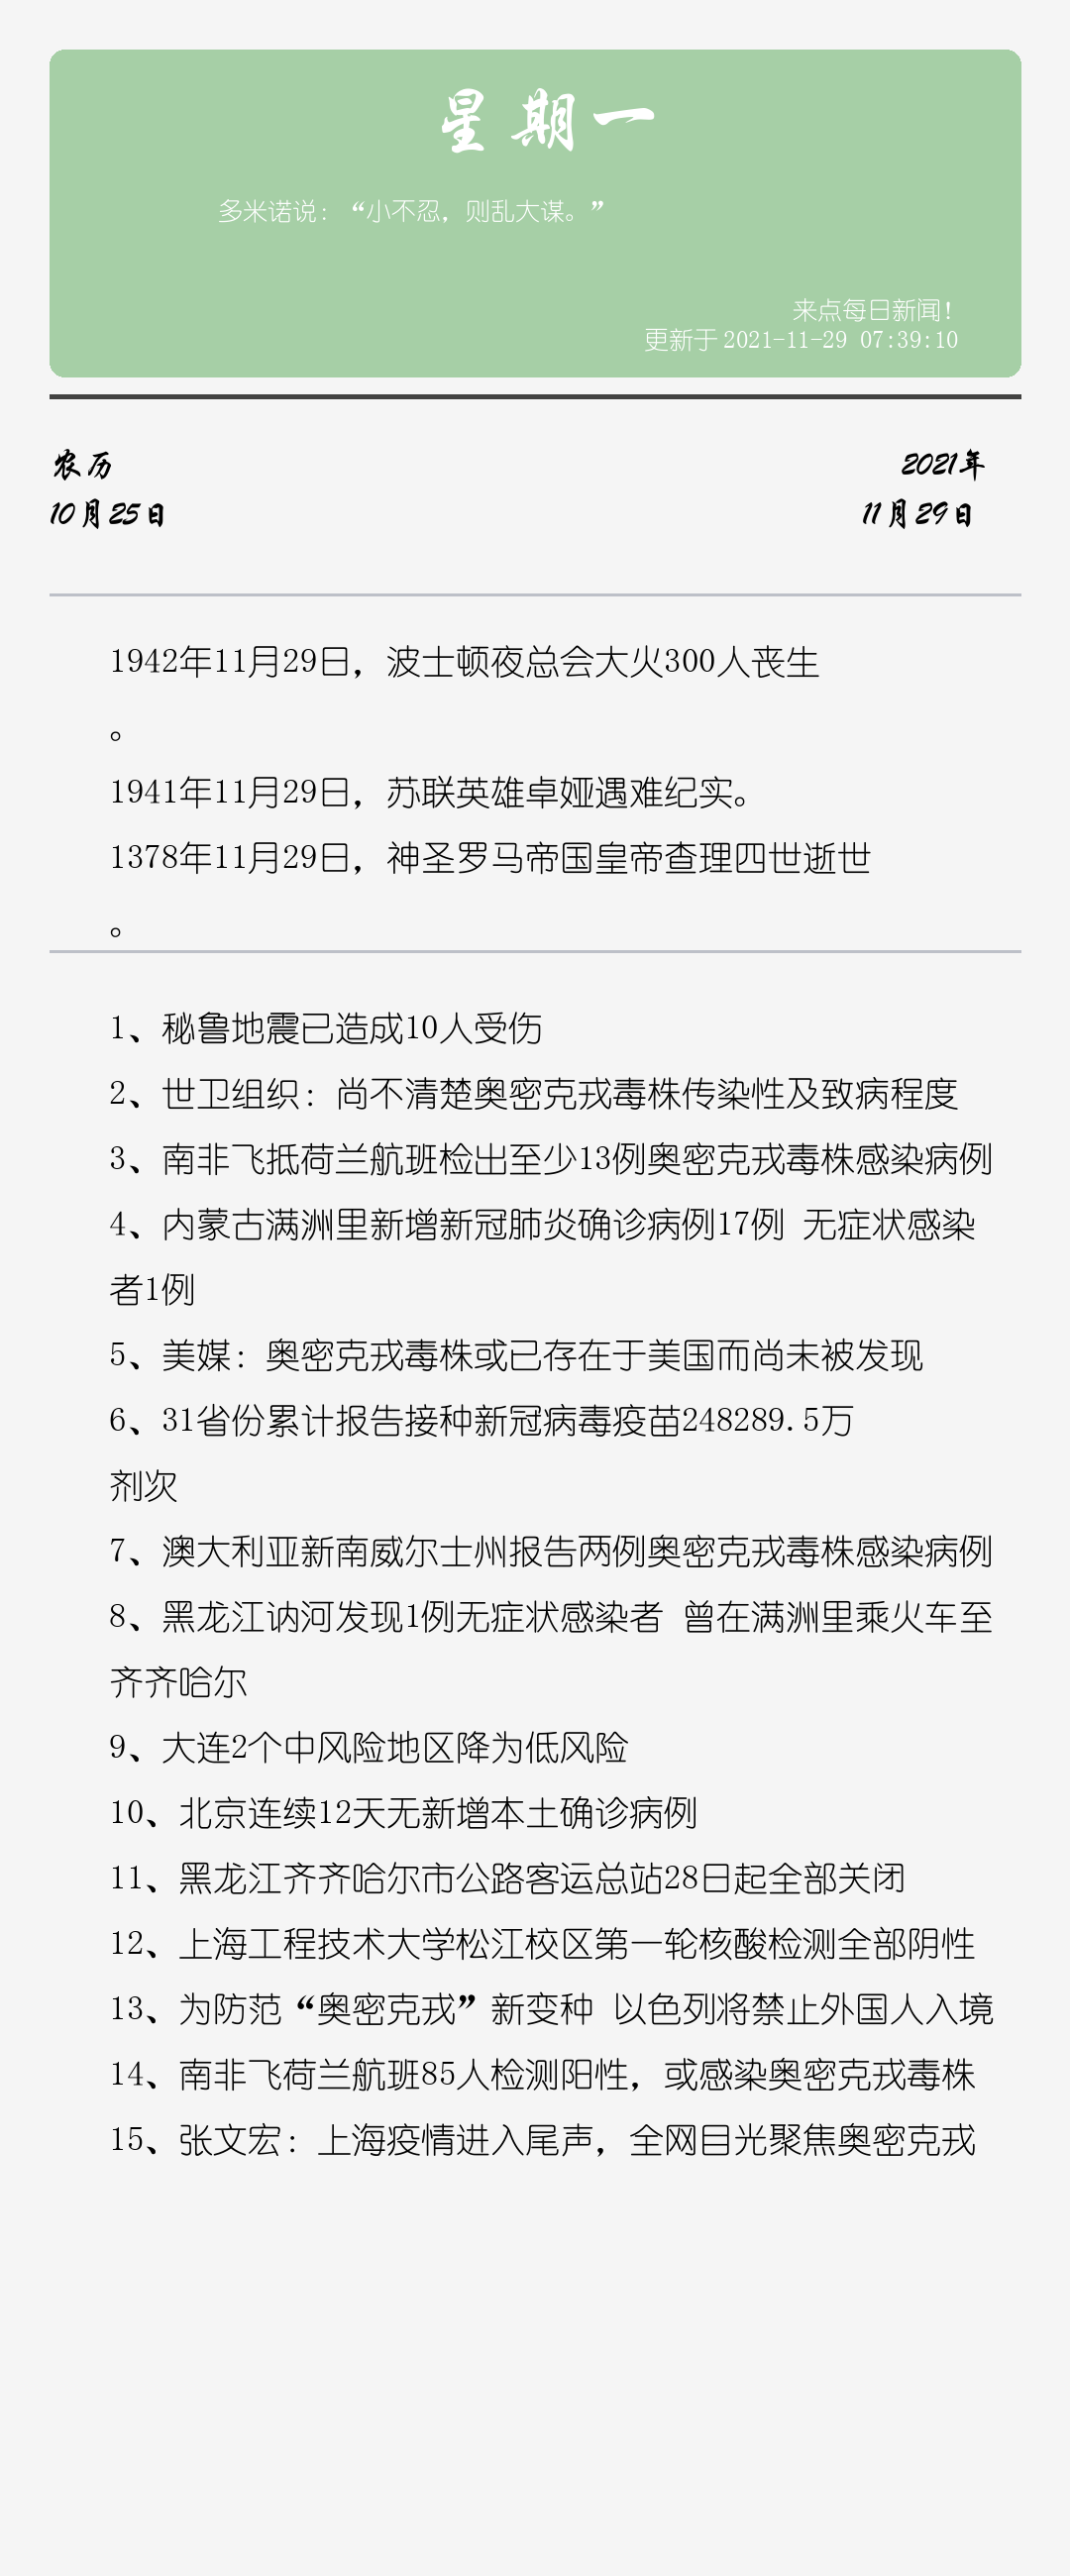 星期一
多米诺说：“小不忍，则乱大谋。”
来点每日新闻！
更新于 2021-11-29 07:39:10
农历
2021年
10月25日
11月29日
1942年11月29日，波士顿夜总会大火300人丧生
。
1941年11月29日，苏联英雄卓娅遇难纪实。
1378年11月29日，神圣罗马帝国皇帝查理四世逝世
。
1、秘鲁地震已造成10人受伤
2、世卫组织：尚不清楚奥密克戎毒株传染性及致病程度
3、南非飞抵荷兰航班检出至少13例奥密克戎毒株感染病例
4、内蒙古满洲里新增新冠肺炎确诊病例17例 无症状感染
者1例
5、美媒：奥密克戎毒株或已存在于美国而尚未被发现
6、31省份累计报告接种新冠病毒疫苗248289.5万
剂次
7、澳大利亚新南威尔士州报告两例奥密克戎毒株感染病例
8、黑龙江讷河发现1例无症状感染者 曾在满洲里乘火车至
齐齐哈尔
9、大连2个中风险地区降为低风险
10、北京连续12天无新增本土确诊病例
11、黑龙江齐齐哈尔市公路客运总站28日起全部关闭
12、上海工程技术大学松江校区第一轮核酸检测全部阴性
13、为防范“奥密克戎”新变种 以色列将禁止外国人入境
14、南非飞荷兰航班85人检测阳性，或感染奥密克戎毒株
15、张文宏：上海疫情进入尾声，全网目光聚焦奥密克戎